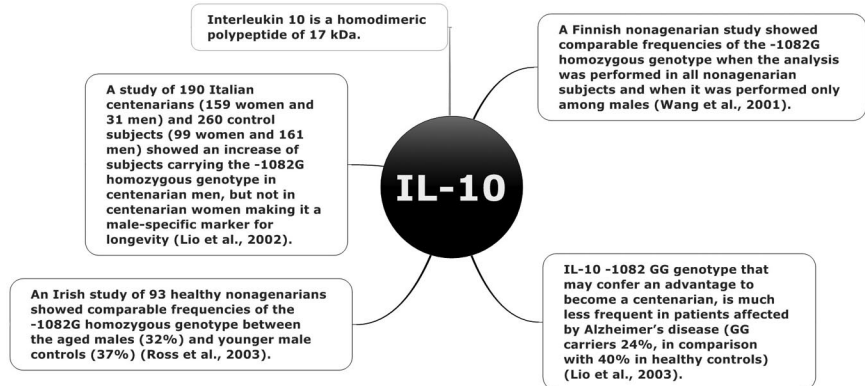 Interleukin 10 is a homodimeric
polypeptide of 17 kDa.
A Finnish nonagenarian study showed
comparable frequencies of the -1082G
homozygous genotype when the analysis
was performed in all nonagenarian
subjects and when it was performed only
among males (Wang et al., 2001).
A study of 190 Italian
centenarians (159 women and
31 men) and 260 control
subjects (99 women and 161
men) showed an increase of
subjects carrying the -1082G
homozygous genotype in
centenarian men, but not in
centenarian women making it a
male-specific marker for
longevity (Lio et al., 2002).
IL-10
An Irish study of 93 healthy nonagenarians
showed comparable frequencies of the
-1082G homozygous genotype between
the aged males (32%) and younger male
controls (37%) (Ross et al., 2003).
IL-10 -1082 GG genotype that
may confer an advantage to
become a centenarian, is much
less frequent in patients affected
by Alzheimer’s disease (GG
carriers 24%, in comparison
with 40% in healthy controls)
(Lio et al., 2003).